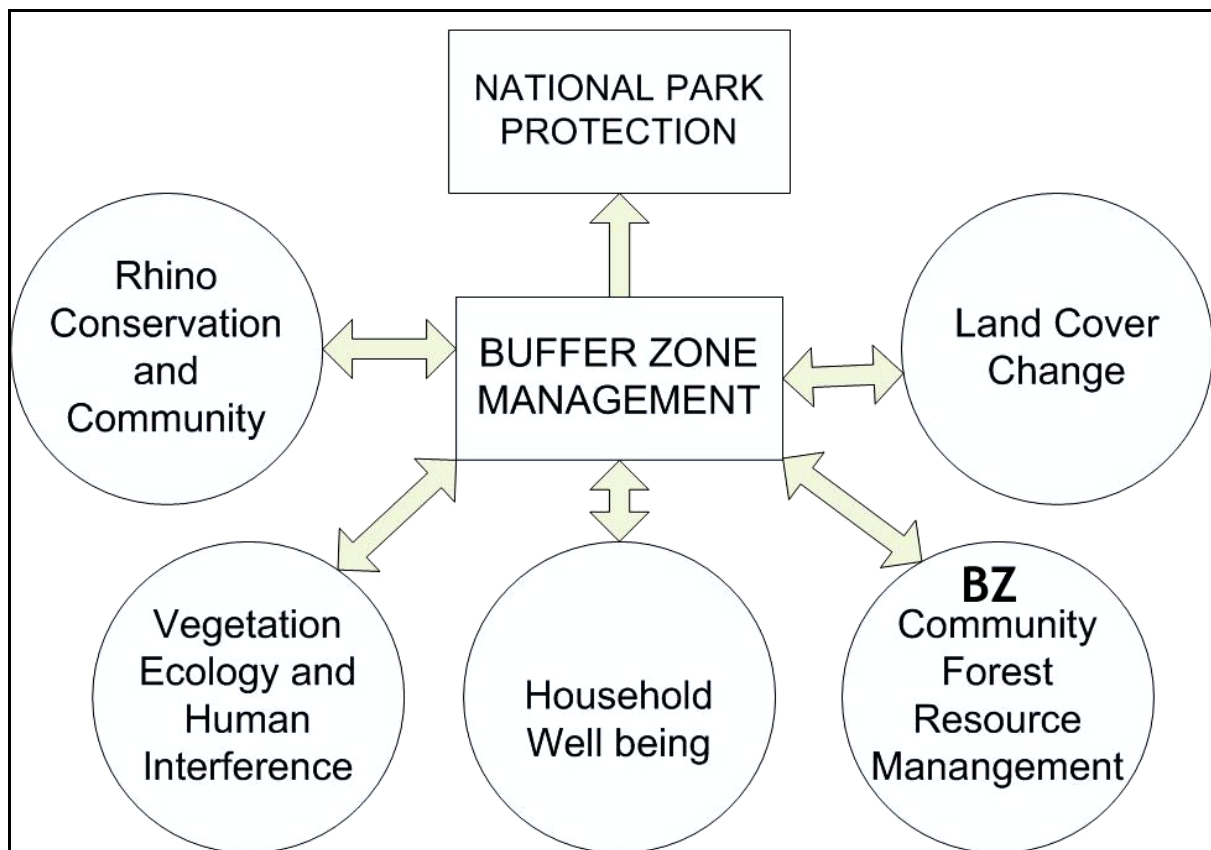 NATIONAL PARK
PROTECTION
Rhino
Conservation
and
Community
BUFFER ZONE
MANAGEMENT
Land Cover
Change
Vegetation
Ecology and
Human
Interference
Household
Well being
BZ
Community
Forest
Resource
Manangement